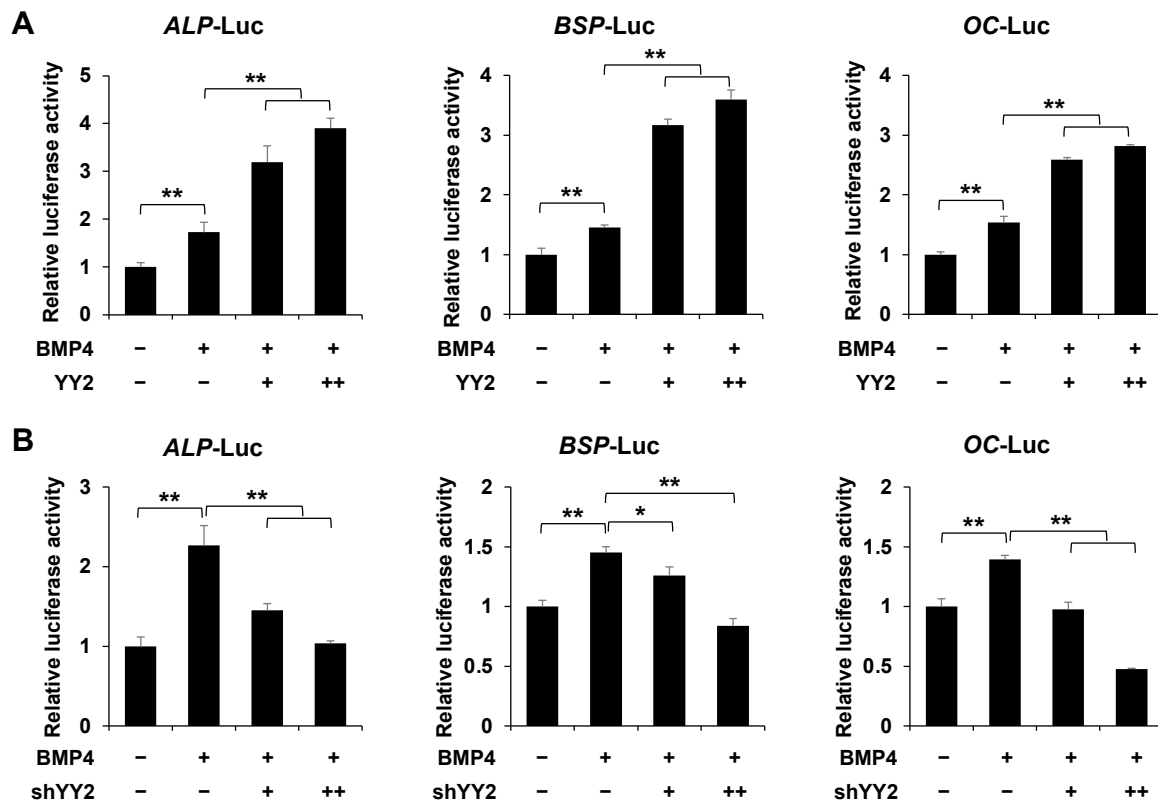 A
ALP-Luc
BSP-Luc
OC-Luc
Relative luciferase activity
5
4
3
2
1
0
**
**
BMP4 – + + +
YY2 – – + ++
Relative luciferase activity
4
3
2
1
0
**
**
BMP4 – + + +
YY2 – – + ++
Relative luciferase activity
4
3
2
1
0
**
**
BMP4 – + + +
YY2 – – + ++
B
ALP-Luc
BSP-Luc
OC-Luc
Relative luciferase activity
3
2
1
0
** **
BMP4 – + + +
shYY2 – – + ++
Relative luciferase activity
2
1.5
1
0.5
0
**
** *
BMP4 – + + +
shYY2 – – + ++
Relative luciferase activity
2
1.5
1
0.5
0
** **
BMP4 – + + +
shYY2 – – + ++